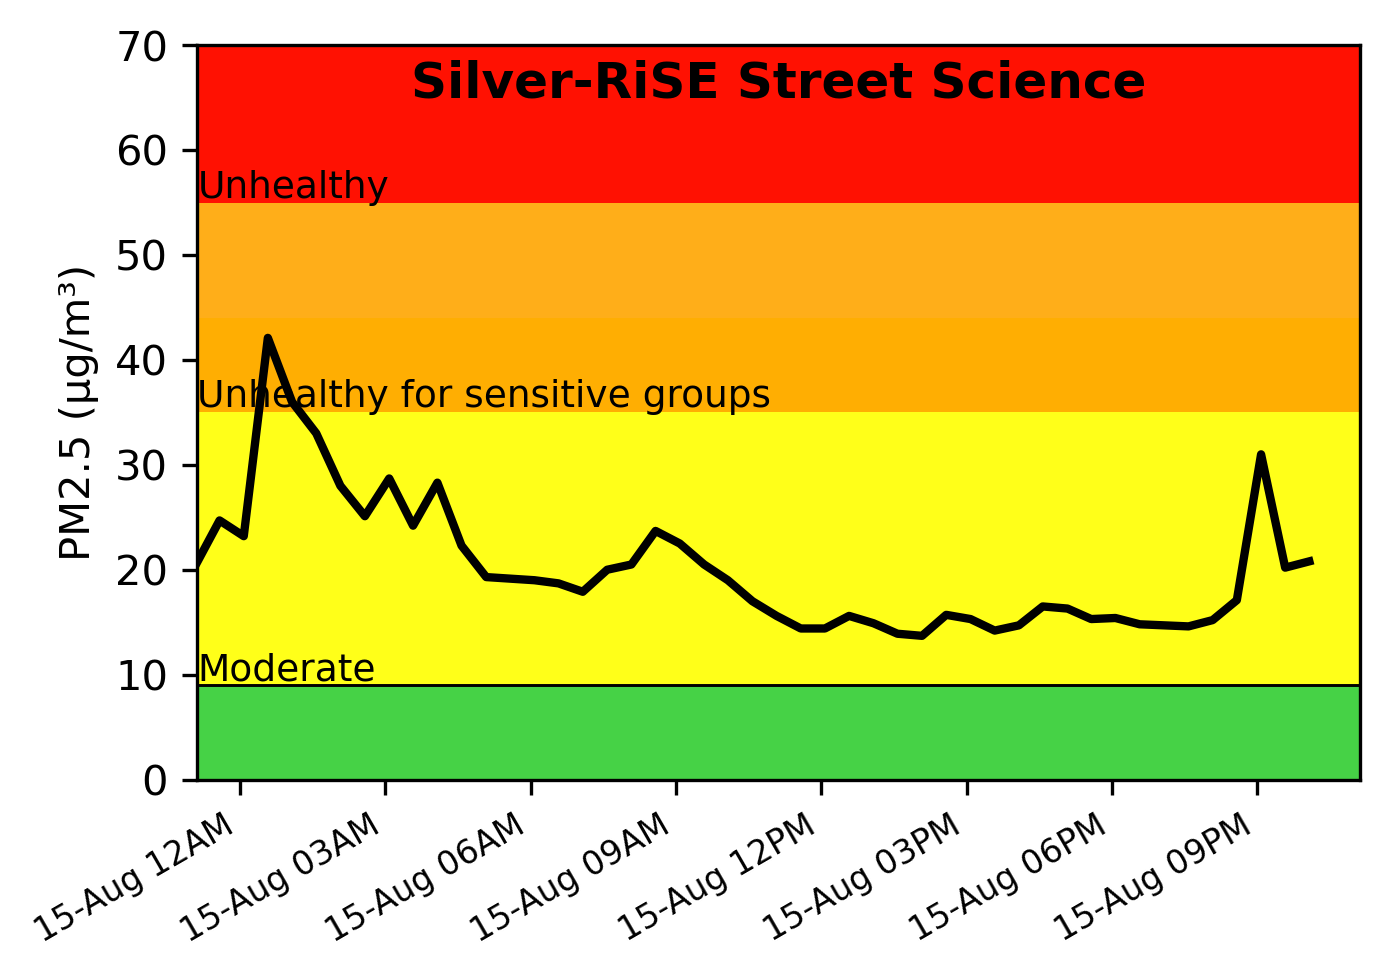 Silver-RiSE Street Science
70
60
50
40
30
20
10
0
PM2.5 (µg/m³)
Unhealthy
Unhealthy for sensitive groups
Moderate
15-Aug 12AM
15-Aug 03AM
15-Aug 06AM
15-Aug 09AM
15-Aug 12PM
15-Aug 03PM
15-Aug 06PM
15-Aug 09PM